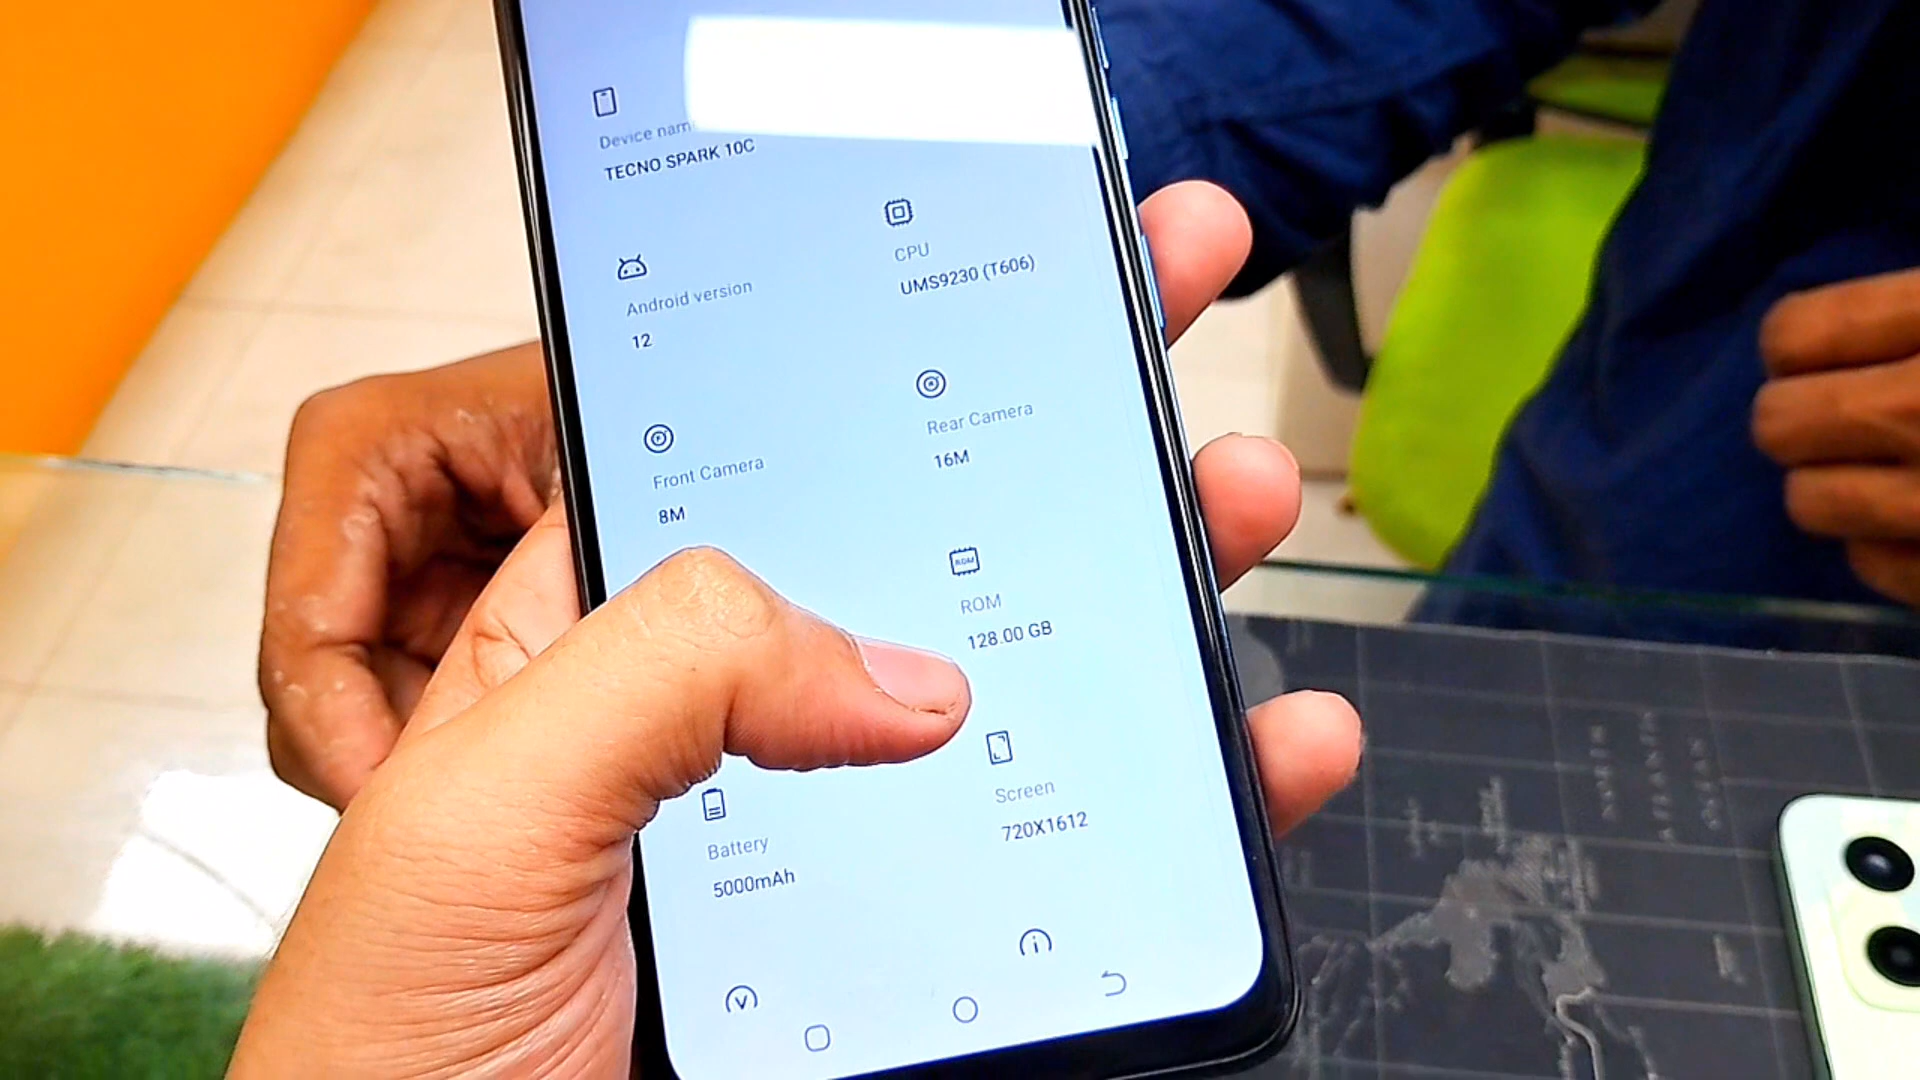 Device nam
TECNO SPARK 10C
CPU
UMS9230 (T606)
Android version
12
Rear Camera
16M
Front Camera
8M
ROM
ROM
128.00 GB
Screen
720X1612
Battery
5000mAh